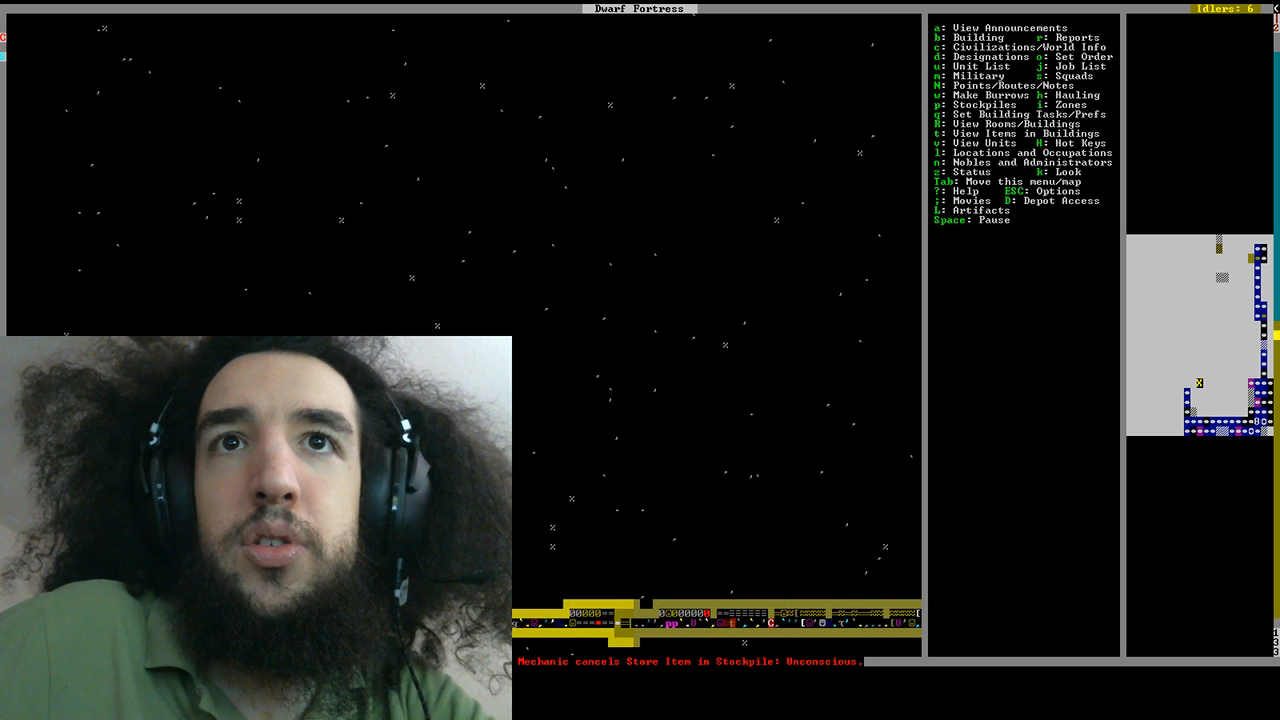 Dwarf Fortress
Idlers: 6
a: View Announcements
b: Building r: Reports
c: Civilizations/World Info
d: Designations o: Set Order
u: Unit List j: Job List
m: Military s: Squads
N: Points/Routes/Notes
w: Make Burrows h: Hauling
p: Stockpiles i: Zones
q: Set Building Tasks/Prefs
R: View Rooms/Buildings
t: View Items in Buildings
v: View Units H: Hot Keys
l: Locations and Occupations
n: Nobles and Administrators
z: Status k: Look
Tab: Move this menu/map
?: Help ESC: Options
;: Movies D: Depot Access
L: Artifacts
Space: Pause
Mechanic cancels Store Item in Stockpile: Unconscious.